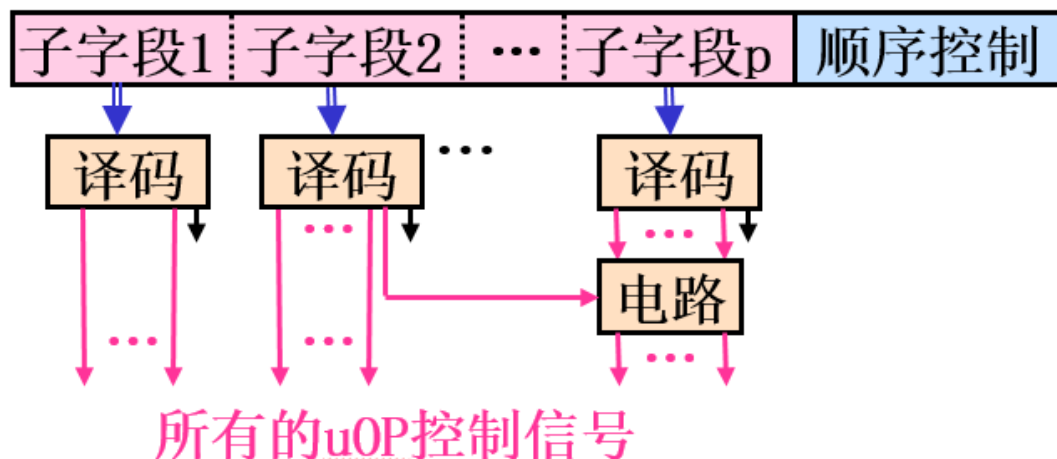 子字段1 子字段2 ··· 子字段p 顺序控制
译码 译码 ··· 译码
··· ···
电路
··· ··· ···
所有的uOP控制信号